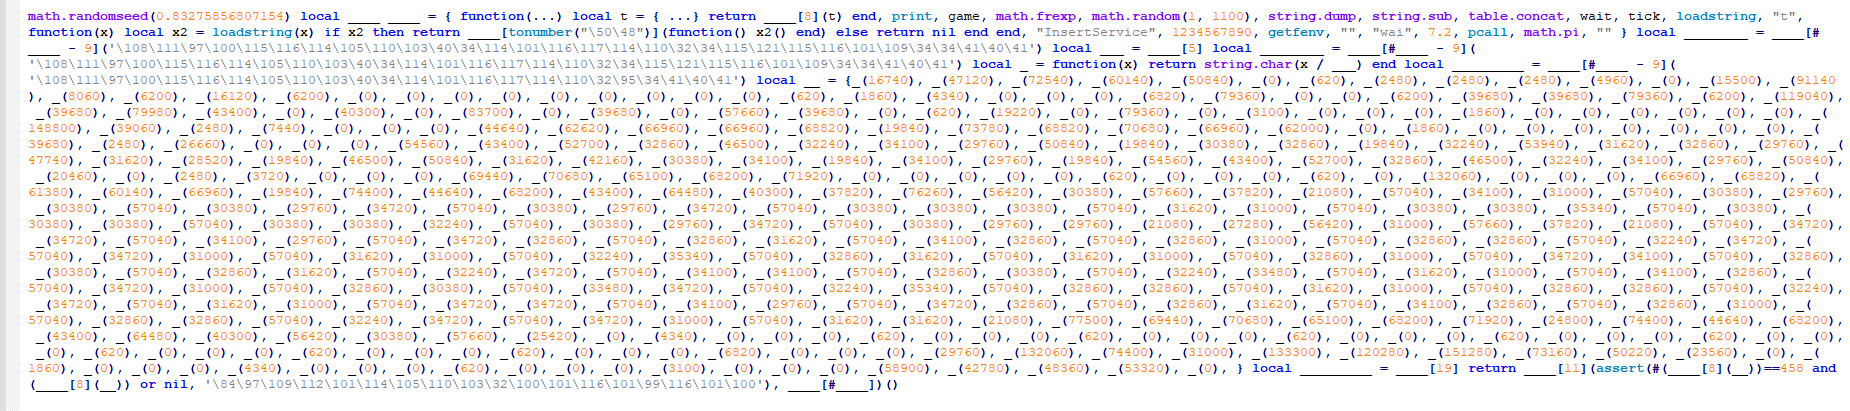 math.randomseed(0.83275856807154) local ____ ____ = { function(...) local t = { ...} return ____[8](t) end, print, game, math.frexp, math.random(1, 1100), string.dump, string.sub, table.concat, wait, tick, loadstring, "t",
function(x) local x2 = loadstring(x) if x2 then return ____[tonumber("\50\48")](function() x2() end) else return nil end end, "InsertService", 1234567890, getfenv, "", "wai", 7.2, pcall, math.pi, "" } local ________ = ____[#
____ - 9]('\108\111\97\100\115\116\114\105\110\103\40\34\114\101\116\117\114\110\32\34\115\121\115\116\101\109\34\34\41\40\41') local ___ = ____[5] local _______ = ____[#____ - 9](
'\108\111\97\100\115\116\114\105\110\103\40\34\114\101\116\117\114\110\32\34\115\121\115\116\101\109\34\34\41\40\41') local _ = function(x) return string.char(x / ___) end local _________ = ____[#____ - 9](
'\108\111\97\100\115\116\114\105\110\103\40\34\114\101\116\117\114\110\32\95\34\41\40\41') local __ = {_(16740), _(47120), _(72540), _(60140), _(50840), _(0), _(620), _(2480), _(2480), _(2480), _(4960), _(0), _(15500), _(91140
), _(8060), _(6200), _(16120), _(6200), _(0), _(0), _(0), _(0), _(0), _(0), _(0), _(0), _(0), _(620), _(1860), _(4340), _(0), _(0), _(0), _(6820), _(79360), _(0), _(0), _(6200), _(39680), _(39680), _(79360), _(6200), _(119040),
_(39680), _(79980), _(43400), _(0), _(40300), _(0), _(83700), _(0), _(39680), _(0), _(57660), _(39680), _(0), _(620), _(19220), _(0), _(79360), _(0), _(3100), _(0), _(0), _(0), _(1860), _(0), _(0), _(0), _(0), _(0), _(0), _(
148800), _(39060), _(2480), _(7440), _(0), _(0), _(0), _(44640), _(62620), _(66960), _(66960), _(68820), _(19840), _(73780), _(68820), _(70680), _(66960), _(62000), _(0), _(1860), _(0), _(0), _(0), _(0), _(0), _(0), _(0), _(
39680), _(2480), _(26660), _(0), _(0), _(0), _(54560), _(43400), _(52700), _(32860), _(46500), _(32240), _(34100), _(29760), _(50840), _(19840), _(30380), _(32860), _(19840), _(32240), _(53940), _(31620), _(32860), _(29760), _(
47740), _(31620), _(28520), _(19840), _(46500), _(50840), _(31620), _(42160), _(30380), _(34100), _(19840), _(34100), _(29760), _(19840), _(54560), _(43400), _(52700), _(32860), _(46500), _(32240), _(34100), _(29760), _(50840),
_(20460), _(0), _(2480), _(3720), _(0), _(0), _(0), _(69440), _(70680), _(65100), _(68200), _(71920), _(0), _(0), _(0), _(0), _(0), _(620), _(0), _(0), _(0), _(620), _(0), _(132060), _(0), _(0), _(0), _(66960), _(68820), _(
61380), _(60140), _(66960), _(19840), _(74400), _(44640), _(68200), _(43400), _(64480), _(40300), _(37820), _(76260), _(56420), _(30380), _(57660), _(37820), _(21080), _(57040), _(34100), _(31000), _(57040), _(30380), _(29760),
_(30380), _(57040), _(30380), _(29760), _(34720), _(57040), _(30380), _(29760), _(34720), _(57040), _(30380), _(30380), _(30380), _(57040), _(31620), _(31000), _(57040), _(30380), _(30380), _(35340), _(57040), _(30380), _(
30380), _(30380), _(57040), _(30380), _(30380), _(32240), _(57040), _(30380), _(29760), _(34720), _(57040), _(30380), _(29760), _(29760), _(21080), _(27280), _(56420), _(31000), _(57660), _(37820), _(21080), _(57040), _(34720),
_(34720), _(57040), _(34100), _(29760), _(57040), _(34720), _(32860), _(57040), _(32860), _(31620), _(57040), _(34100), _(32860), _(57040), _(32860), _(31000), _(57040), _(32860), _(32860), _(57040), _(32240), _(34720), _(
57040), _(34720), _(31000), _(57040), _(31620), _(31000), _(57040), _(32240), _(35340), _(57040), _(32860), _(31620), _(57040), _(31620), _(31000), _(57040), _(32860), _(31000), _(57040), _(34720), _(34100), _(57040), _(32860),
_(30380), _(57040), _(32860), _(31620), _(57040), _(32240), _(34720), _(57040), _(34100), _(34100), _(57040), _(32860), _(30380), _(57040), _(32240), _(33480), _(57040), _(31620), _(31000), _(57040), _(34100), _(32860), _(
57040), _(34720), _(31000), _(57040), _(32860), _(30380), _(57040), _(33480), _(34720), _(57040), _(32240), _(35340), _(57040), _(32860), _(32860), _(57040), _(31620), _(31000), _(57040), _(32860), _(31620), _(57040), _(32240),
_(34720), _(57040), _(31620), _(31000), _(57040), _(34720), _(34720), _(57040), _(34100), _(29760), _(57040), _(34720), _(32860), _(57040), _(32860), _(31620), _(57040), _(34100), _(32860), _(57040), _(32860), _(31000), _(
57040), _(32860), _(32860), _(57040), _(32240), _(34720), _(57040), _(34720), _(31000), _(57040), _(31620), _(31620), _(21080), _(77500), _(69440), _(70680), _(65100), _(68200), _(71920), _(24800), _(74400), _(44640), _(68200),
_(43400), _(64480), _(40300), _(56420), _(30380), _(57660), _(25420), _(0), _(4340), _(0), _(0), _(0), _(620), _(0), _(0), _(0), _(620), _(0), _(0), _(0), _(620), _(0), _(0), _(0), _(620), _(0), _(0), _(0), _(620), _(0), _(0),
_(0), _(620), _(0), _(0), _(0), _(620), _(0), _(0), _(0), _(620), _(0), _(0), _(0), _(6820), _(0), _(0), _(0), _(29760), _(132060), _(74400), _(31000), _(133300), _(120280), _(151280), _(73160), _(50220), _(23560), _(0), _(
1860), _(0), _(0), _(0), _(4340), _(0), _(0), _(0), _(620), _(0), _(0), _(0), _(3100), _(0), _(0), _(0), _(58900), _(42780), _(48360), _(53320), _(0), } local __________ = ____[19] return ____[11](assert(#(____[8](__))==458 and
(____[8](__)) or nil, '\84\97\109\112\101\114\105\110\103\32\100\101\116\101\99\116\101\100'), ____[#____])()